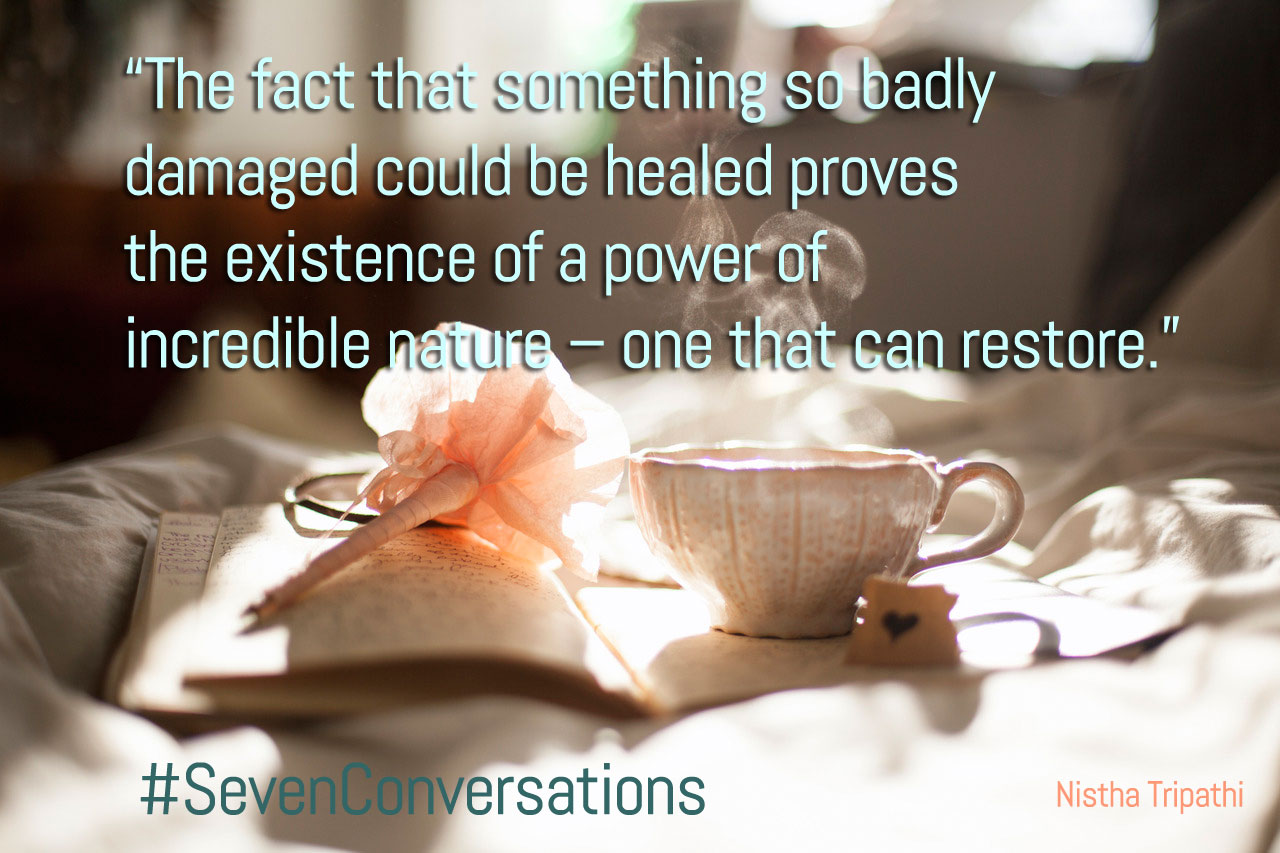 “The fact that something so badly
damaged could be healed proves
the existence of a power of
incredible nature – one that can restore.”
#SevenConversations
Nistha Tripathi